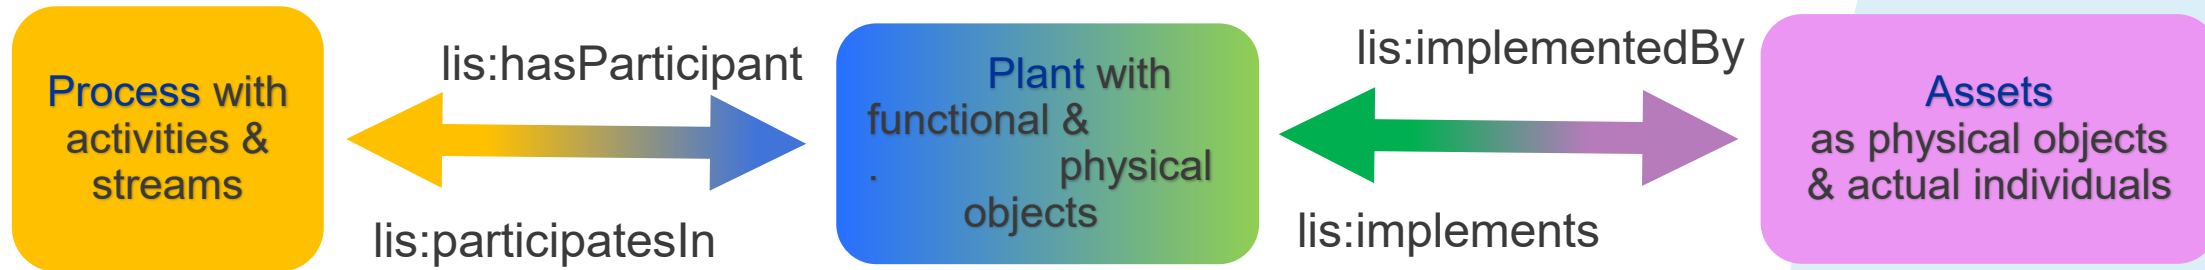 Process with
activities &
streams
lis:hasParticipant
lis:participatesIn
Plant with
functional &
. physical
objects
lis:implementedBy
lis:implements
Assets
as physical objects
& actual individuals